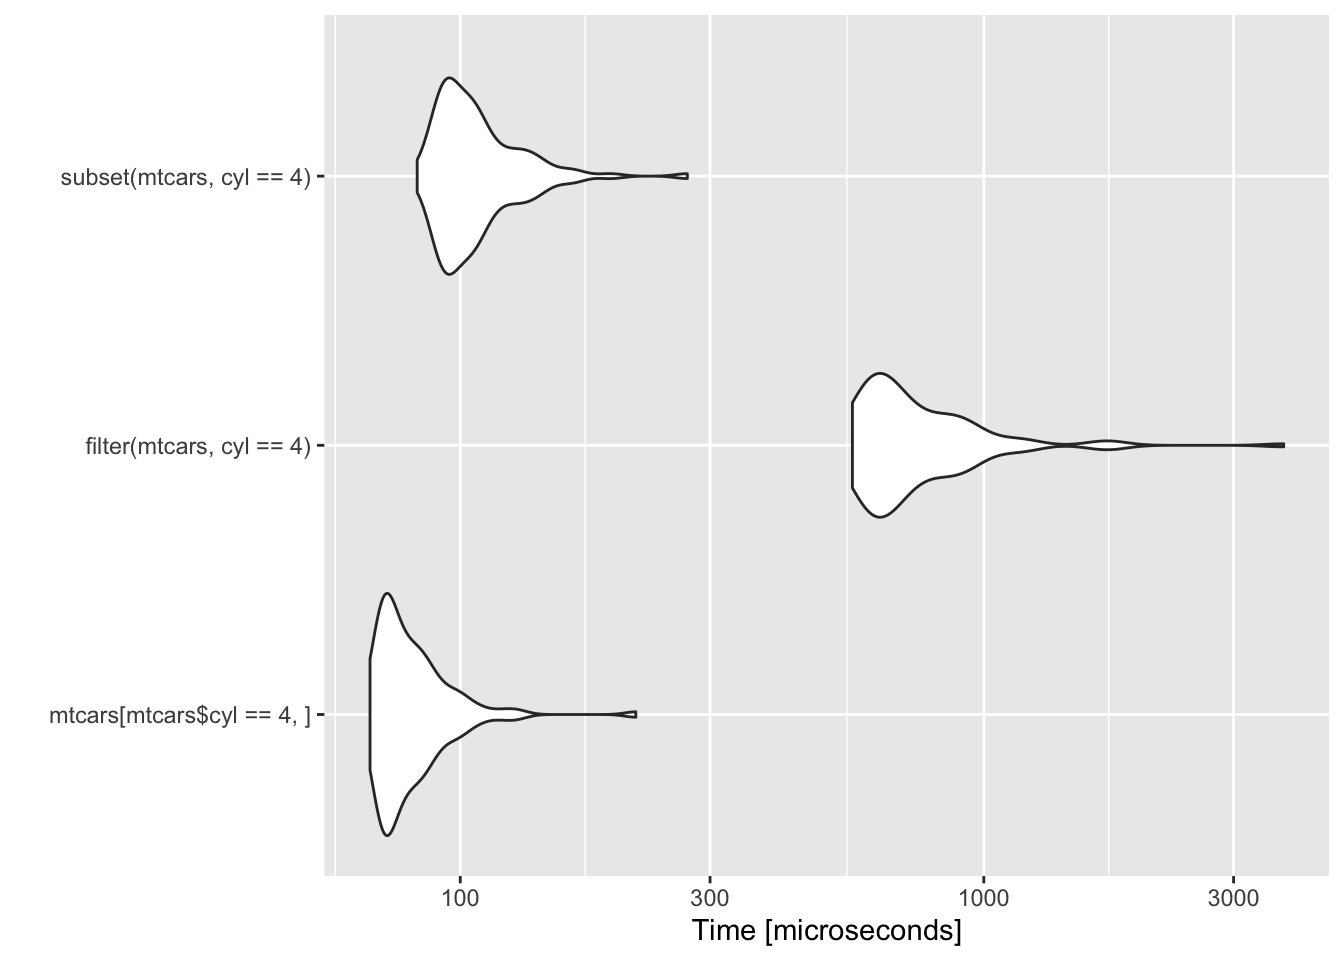 subset(mtcars, cyl == 4)
filter(mtcars, cyl == 4)
mtcars[mtcars$cyl == 4, ]
100 300 1000 3000
Time [microseconds]